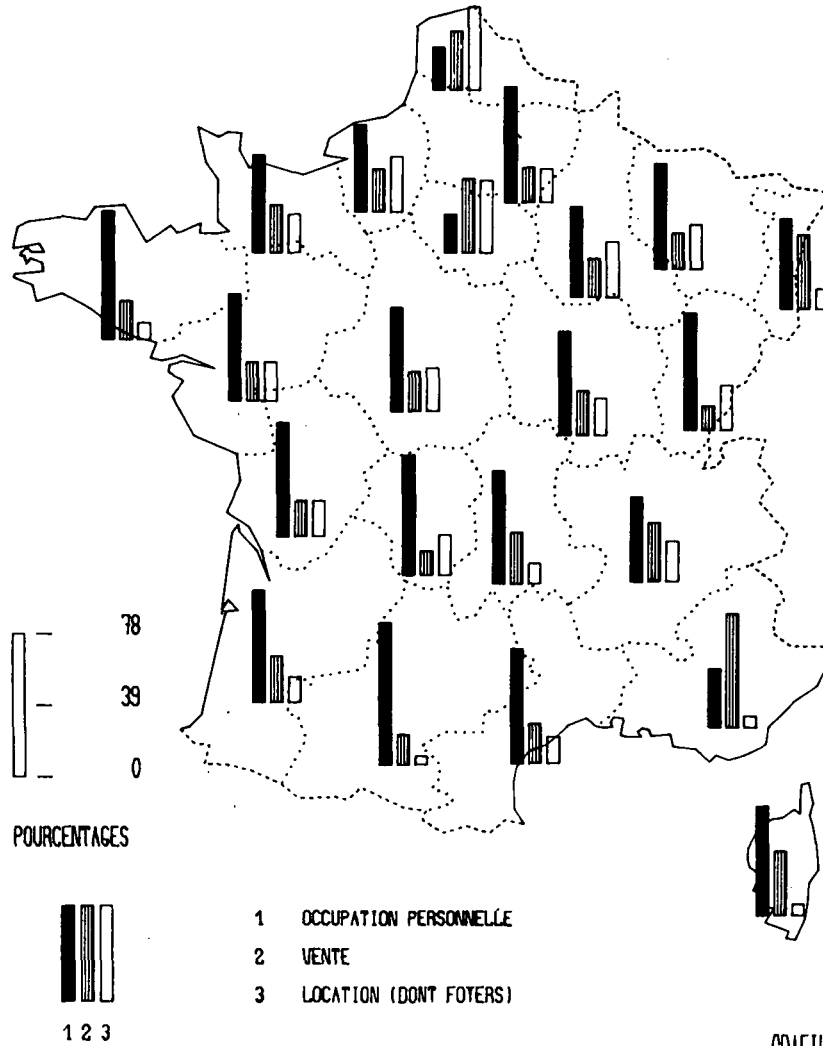 78
39
0
POURCENTAGES
1 OCCUPATION PERSONNELLE
2 VENTE
3 LOCATION (DONT FOYERS)
1 2 3